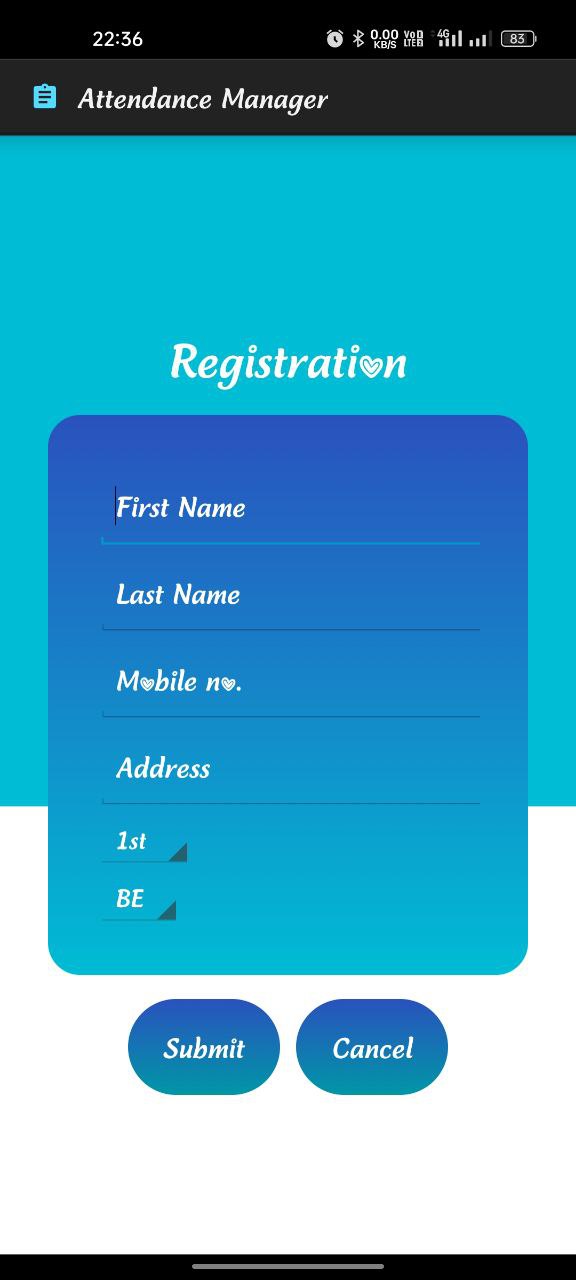 22:36 0.00 KB/S VoD LTE2 4G 83
Attendance Manager
Registration
First Name
Last Name
Mobile no.
Address
1st
BE
Submit Cancel